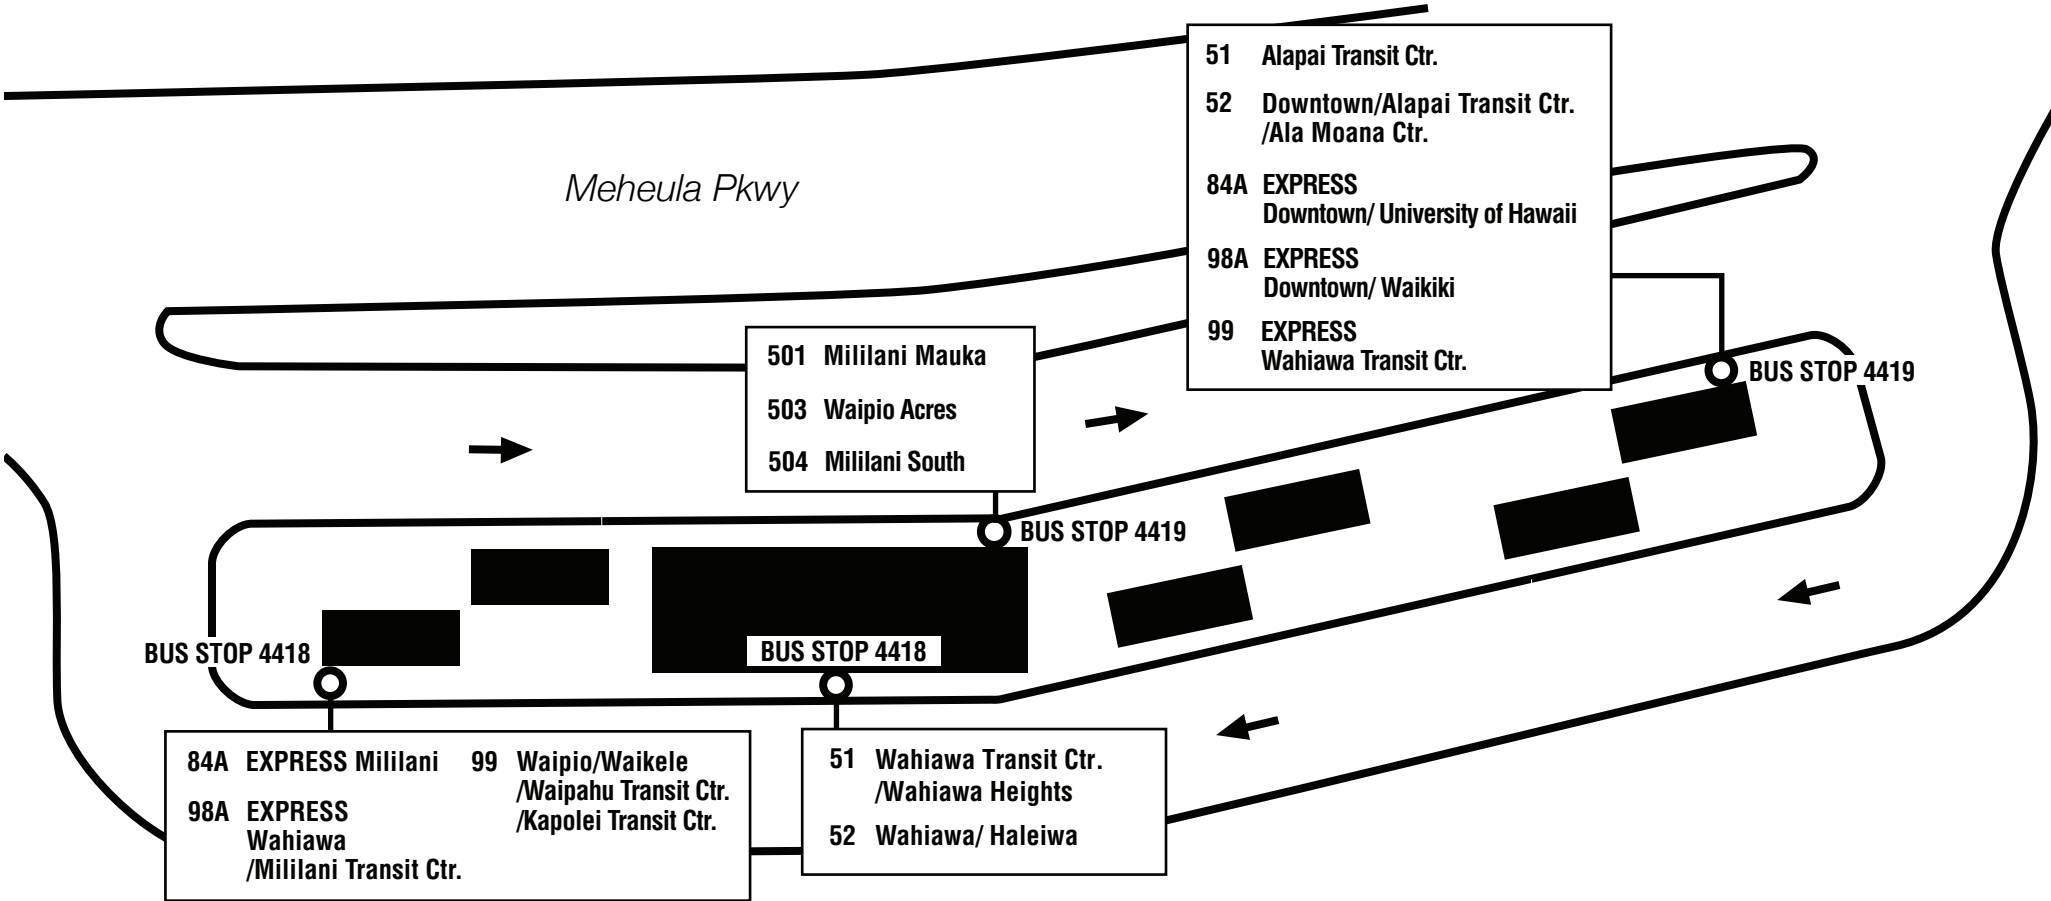 51 Alapai Transit Ctr.
52 Downtown/Alapai Transit Ctr.
/Ala Moana Ctr.
84A EXPRESS
Downtown/ University of Hawaii
98A EXPRESS
Downtown/ Waikiki
99 EXPRESS
Wahiawa Transit Ctr.
Meheula Pkwy
501 Mililani Mauka
503 Waipio Acres
504 Mililani South
BUS STOP 4419
BUS STOP 4419
BUS STOP 4418
BUS STOP 4418
84A EXPRESS Mililani
98A EXPRESS
Wahiawa
/Mililani Transit Ctr.
99 Waipio/Waikele
/Waipahu Transit Ctr.
/Kapolei Transit Ctr.
51 Wahiawa Transit Ctr.
/Wahiawa Heights
52 Wahiawa/ Haleiwa